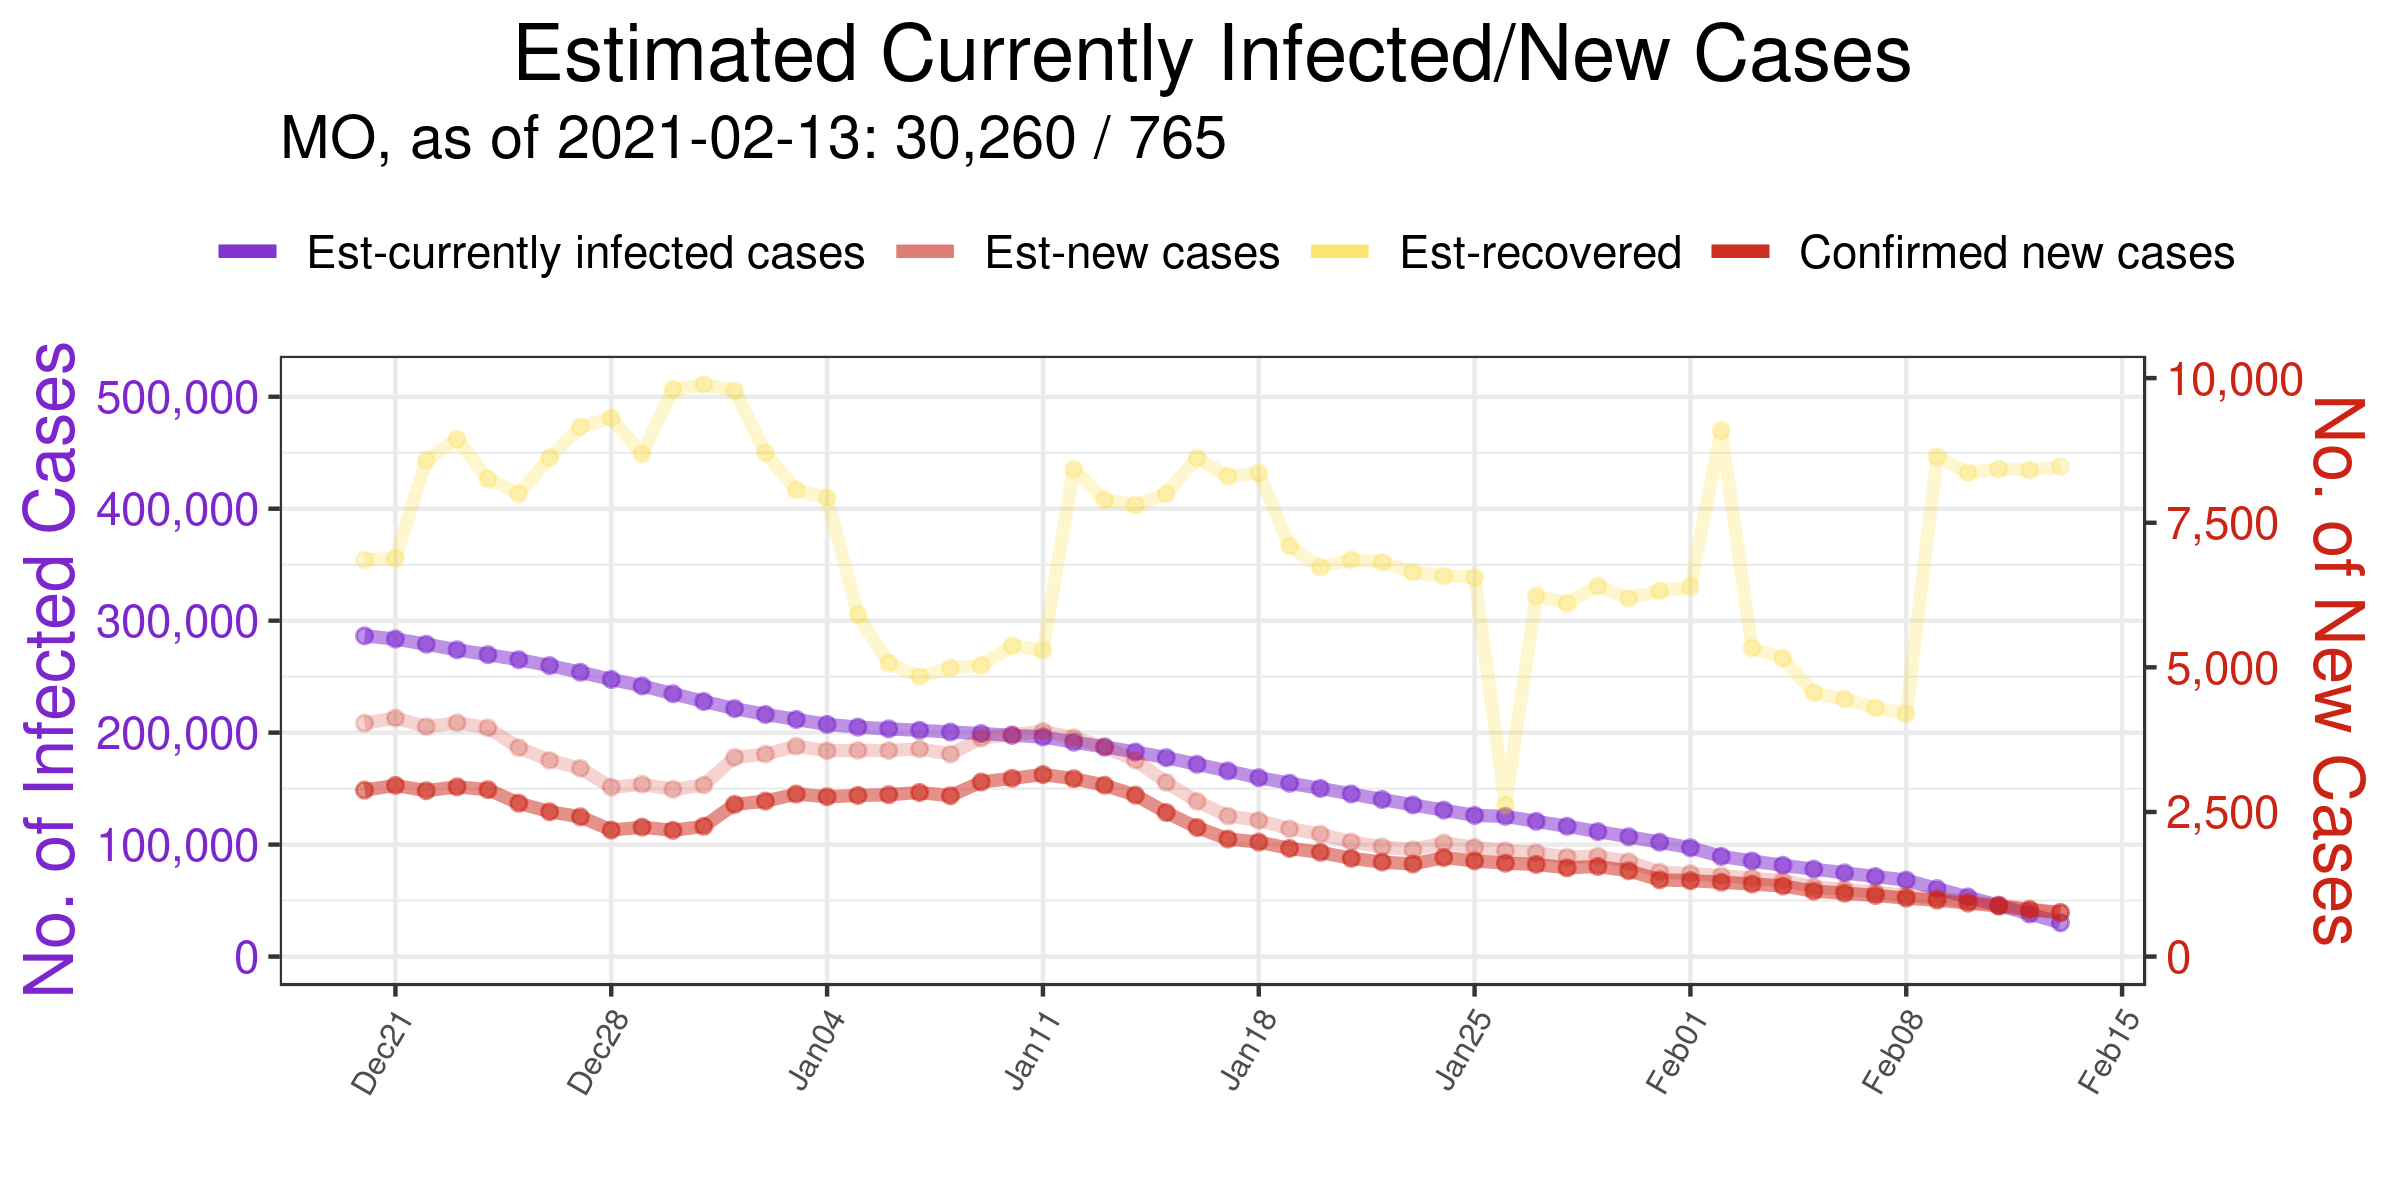 Estimated Currently Infected/New Cases
MO, as of 2021-02-13: 30,260 / 765
Est-currently infected cases Est-new cases Est-recovered Confirmed new cases
No. of Infected Cases
500,000
400,000
300,000
200,000
100,000
0
10,000
7,500
5,000
2,500
0
No. of New Cases
Dec21 Dec28 Jan04 Jan11 Jan18 Jan25 Feb01 Feb08 Feb15